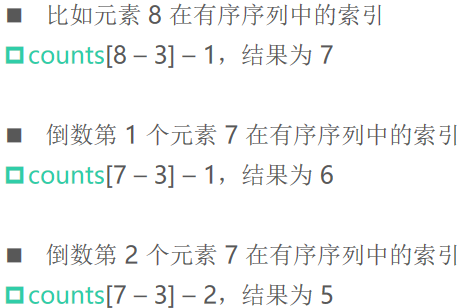 ■ 比如元素 8 在有序序列中的索引
counts[8 – 3] – 1，结果为 7
■ 倒数第 1 个元素 7 在有序序列中的索引
counts[7 – 3] – 1，结果为 6
■ 倒数第 2 个元素 7 在有序序列中的索引
counts[7 – 3] – 2，结果为 5